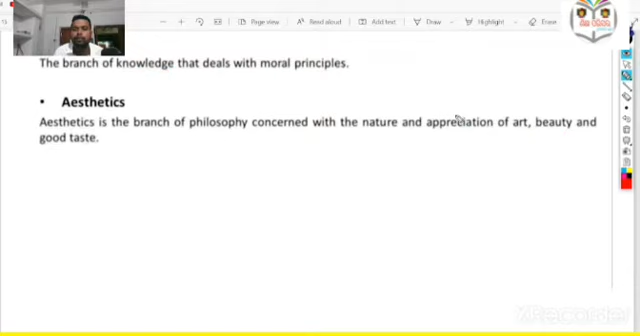 Page view
Read aloud
Add text
Draw
Highlight
Erase
The branch of knowledge that deals with moral principles.
• Aesthetics
Aesthetics is the branch of philosophy concerned with the nature and appreciation of art, beauty and
good taste.